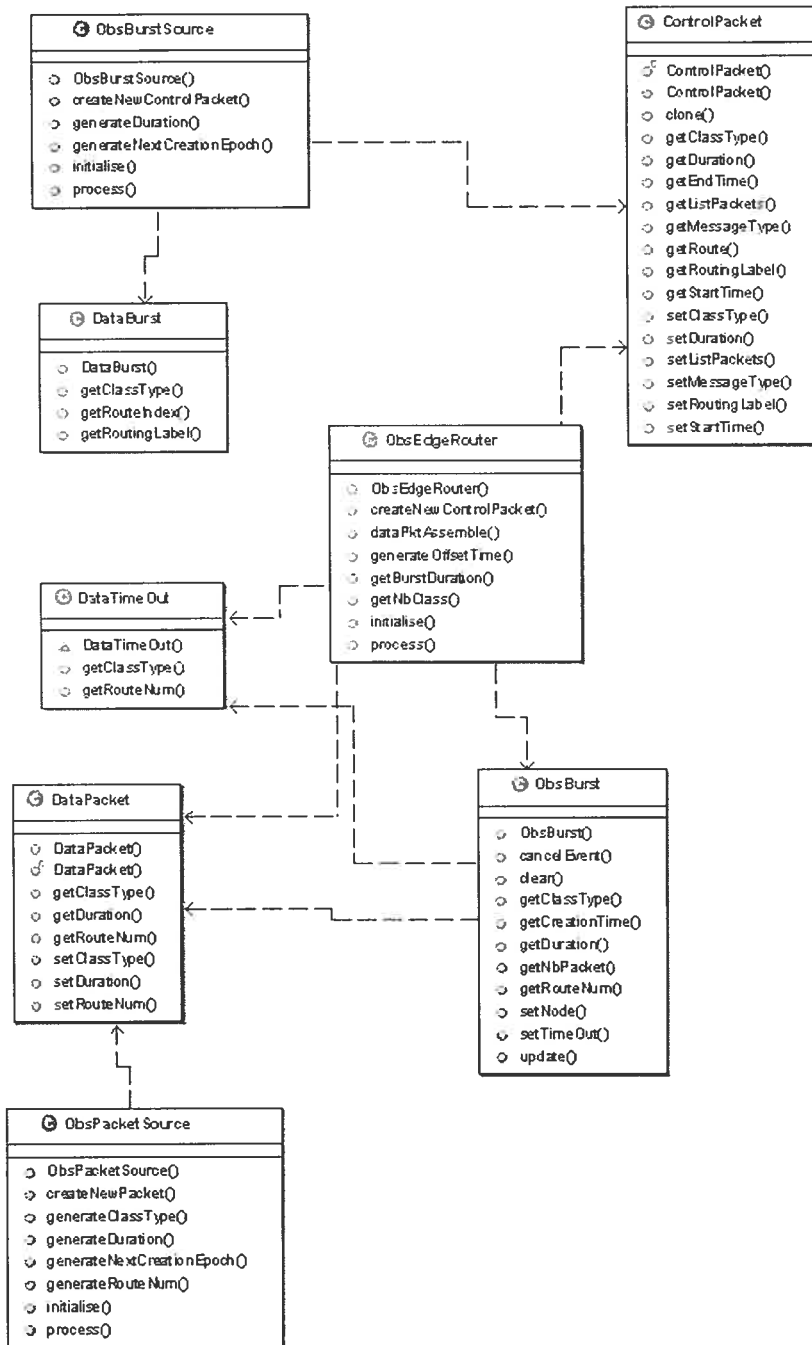 ObsBurstSource
ObsBurstSource()
createNewControlPacket()
generateDuration()
generateNextCreationEpoch()
initialise()
process()
ControlPacket
ControlPacket()
ControlPacket()
clone()
getClassType()
getDuration()
getEndTime()
getListPackets()
getMessageType()
getRoute()
getRoutingLabel()
getStartTime()
setClassType()
setDuration()
setListPackets()
setMessageType()
setRoutingLabel()
setStartTime()
DataBurst
DataBurst()
getClassType()
getRouteIndex()
getRoutingLabel()
ObsEdgeRouter
ObsEdgeRouter()
createNewControlPacket()
dataPktAssemble()
generateOffsetTime()
getBurstDuration()
getNbClass()
initialise()
process()
DataTimeOut
DataTimeOut()
getClassType()
getRouteNum()
DataPacket
DataPacket()
DataPacket()
getClassType()
getDuration()
getRouteNum()
setClassType()
setDuration()
setRouteNum()
ObsBurst
ObsBurst()
cancelEvent()
clear()
getClassType()
getCreationTime()
getDuration()
getNbPacket()
getRouteNum()
setNode()
setTimeOut()
update()
ObsPacketSource
ObsPacketSource()
createNewPacket()
generateClassType()
generateDuration()
generateNextCreationEpoch()
generateRouteNum()
initialise()
process()